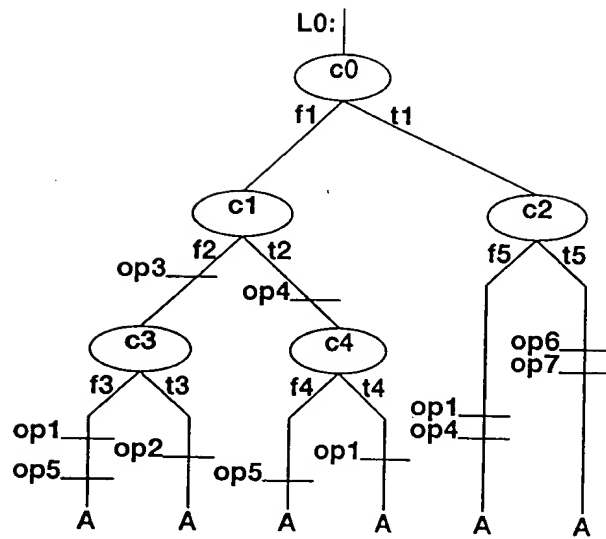 L0:
c0
f1 t1
c1 c2
f2 t2 f5 t5
op3 op4
c3 c4 op6
op7
f3 t3 f4 t4
op1 op4
op1 op2 op1
op5 op5
A A A A A A